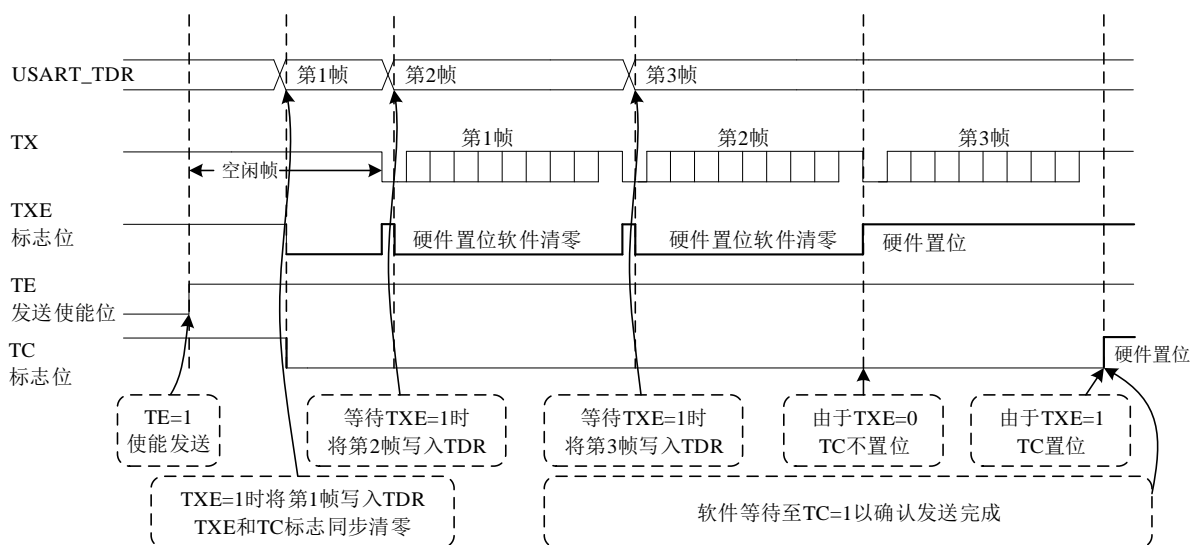 USART_TDR
第1帧
第2帧
第3帧
TX
第1帧
第2帧
第3帧
空闲帧
TXE
标志位
硬件置位软件清零
硬件置位软件清零
硬件置位
TE
发送使能位
TC
标志位
硬件置位
TE=1
使能发送
等待TXE=1时
将第2帧写入TDR
等待TXE=1时
将第3帧写入TDR
由于TXE=0
TC不置位
由于TXE=1
TC置位
TXE=1时将第1帧写入TDR
TXE和TC标志同步清零
软件等待至TC=1以确认发送完成